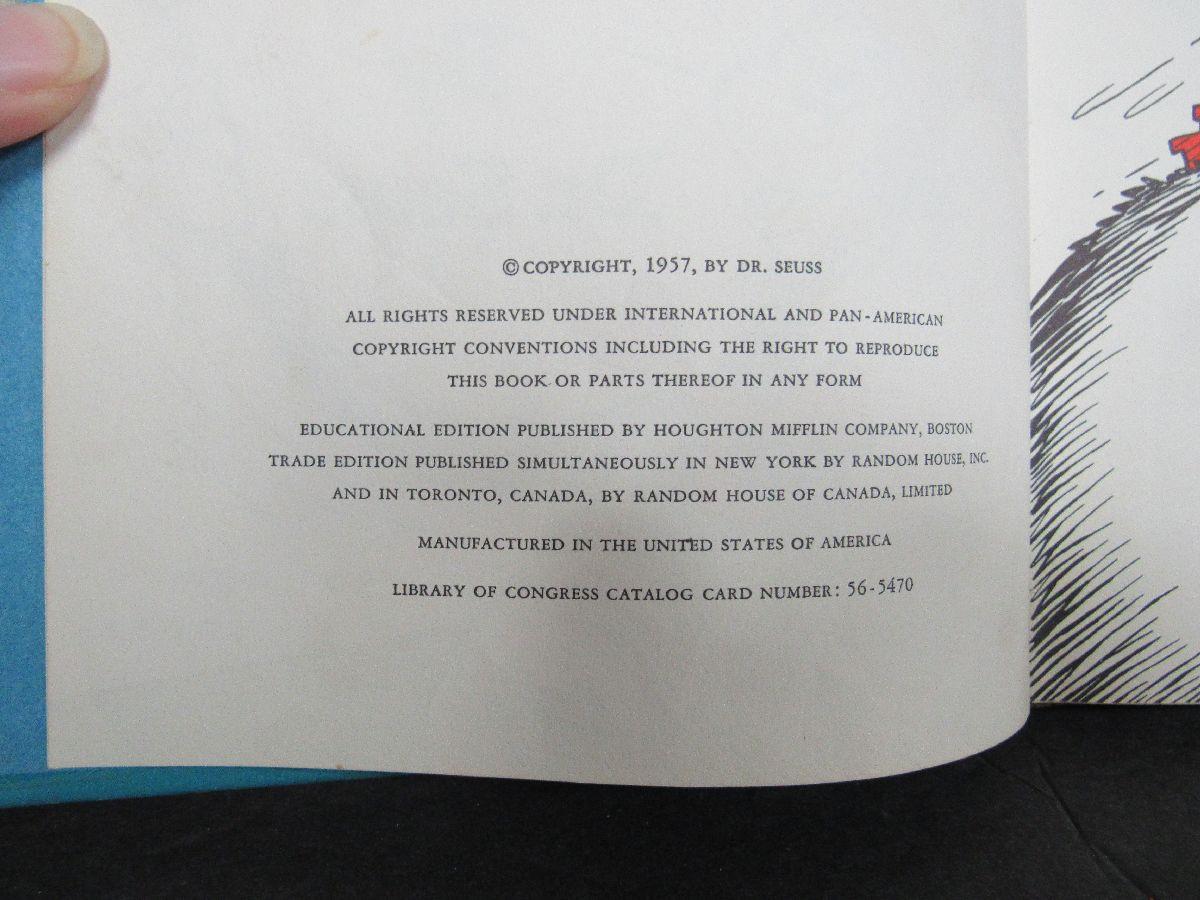 © COPYRIGHT, 1957, BY DR. SEUSS
ALL RIGHTS RESERVED UNDER INTERNATIONAL AND PAN-AMERICAN
COPYRIGHT CONVENTIONS INCLUDING THE RIGHT TO REPRODUCE
THIS BOOK OR PARTS THEREOF IN ANY FORM
EDUCATIONAL EDITION PUBLISHED BY HOUGHTON MIFFLIN COMPANY, BOSTON
TRADE EDITION PUBLISHED SIMULTANEOUSLY IN NEW YORK BY RANDOM HOUSE, INC.
AND IN TORONTO, CANADA, BY RANDOM HOUSE OF CANADA, LIMITED
MANUFACTURED IN THE UNITED STATES OF AMERICA
LIBRARY OF CONGRESS CATALOG CARD NUMBER: 56-5470